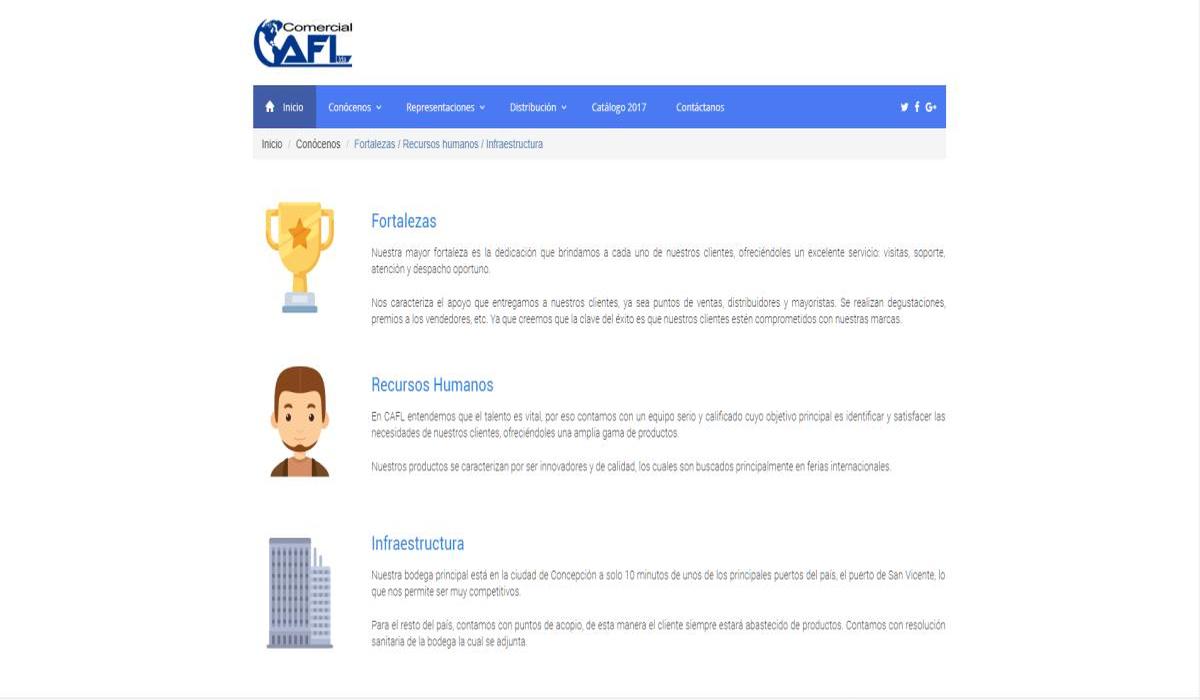 Comercial
CAFL
Ltda
Inicio Conócenos Representaciones Distribución Catálogo 2017 Contáctanos
Inicio / Conócenos / Fortalezas / Recursos humanos / Infraestructura
Fortalezas
Nuestra mayor fortaleza es la dedicación que brindamos a cada uno de nuestros clientes, ofreciéndoles un excelente servicio: visitas, soporte,
atención y despacho oportuno.
Nos caracteriza el apoyo que entregamos a nuestros clientes, ya sea puntos de ventas, distribuidores y mayoristas. Se realizan degustaciones,
premios a los vendedores, etc. Ya que creemos que la clave del éxito es que nuestros clientes estén comprometidos con nuestras marcas.
Recursos Humanos
En CAFL entendemos que el talento es vital, por eso contamos con un equipo serio y calificado cuyo objetivo principal es identificar y satisfacer las
necesidades de nuestros clientes, ofreciéndoles una amplia gama de productos.
Nuestros productos se caracterizan por ser innovadores y de calidad, los cuales son buscados principalmente en ferias internacionales.
Infraestructura
Nuestra bodega principal está en la ciudad de Concepción a solo 10 minutos de unos de los principales puertos del país, el puerto de San Vicente, lo
que nos permite ser muy competitivos.
Para el resto del país, contamos con puntos de acopio, de esta manera el cliente siempre estará abastecido de productos. Contamos con resolución
sanitaria de la bodega la cual se adjunta.